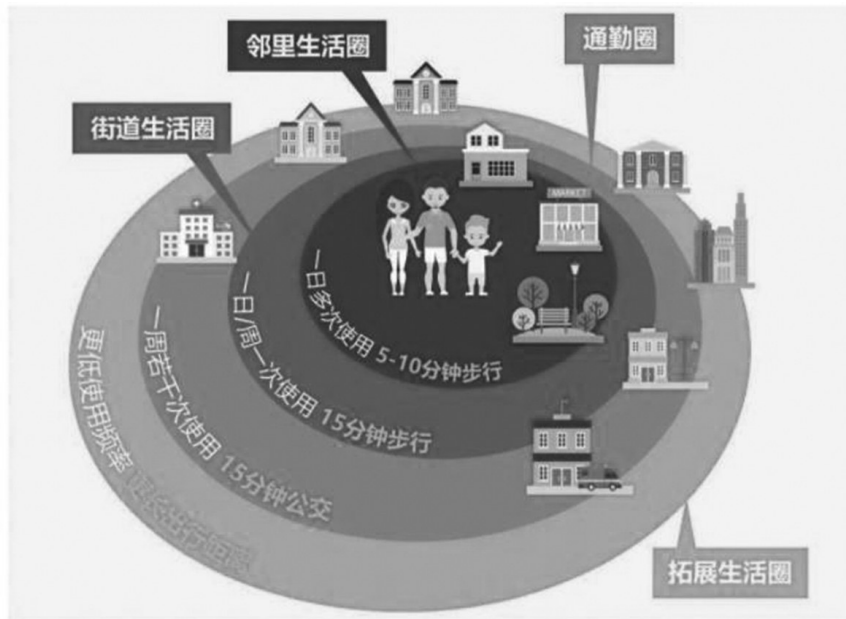 邻里生活圈
通勤圈
街道生活圈
MARKET
一日多次使用 5-10分钟步行
一日/周一次使用 15分钟步行
一周若干次使用 15分钟公交
更低使用频率
拓展生活圈